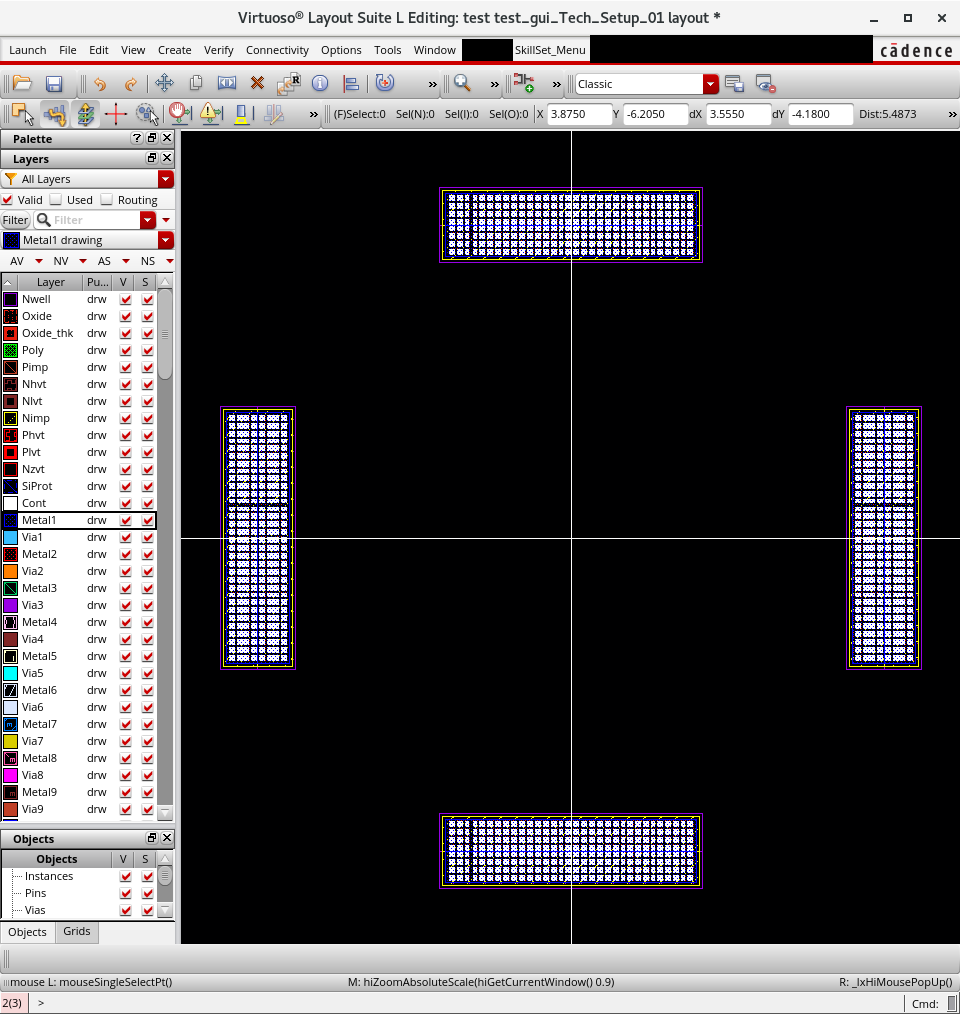 Virtuoso® Layout Suite L Editing: test test_gui_Tech_Setup_01 layout *
Launch File Edit View Create Verify Connectivity Options Tools Window SkillSet_Menu cādence
» » Classic
» (F)Select:0 Sel(N):0 Sel(I):0 Sel(O):0 X 3.8750 Y -6.2050 dX 3.5550 dY -4.1800 Dist:5.4873 »
Palette
Layers
All Layers
Valid Used Routing
Filter Filter
Metal1 drawing
AV NV AS NS
Layer Pu... V S
Nwell drw
Oxide drw
Oxide_thk drw
Poly drw
Pimp drw
Nhvt drw
Nlvt drw
Nimp drw
Phvt drw
Plvt drw
Nzvt drw
SiProt drw
Cont drw
Metal1 drw
Via1 drw
Metal2 drw
Via2 drw
Metal3 drw
Via3 drw
Metal4 drw
Via4 drw
Metal5 drw
Via5 drw
Metal6 drw
Via6 drw
Metal7 drw
Via7 drw
Metal8 drw
Via8 drw
Metal9 drw
Via9 drw
Objects
Objects V S
Instances
Pins
Vias
Objects Grids
mouse L: mouseSingleSelectPt() M: hiZoomAbsoluteScale(hiGetCurrentWindow() 0.9) R: _lxHiMousePopUp()
2(3) > Cmd: